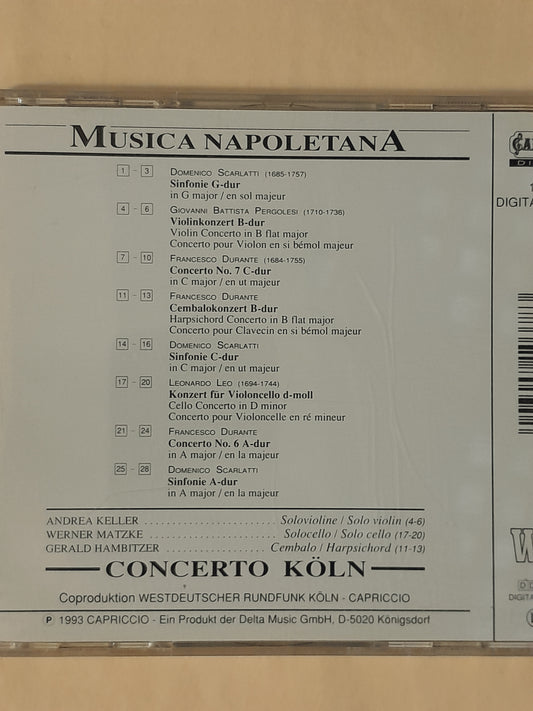 MUSICA NAPOLETANA
1 - 3 DOMENICO SCARLATTI (1685-1757)
Sinfonie G-dur
in G major / en sol majeur
4 - 6 GIOVANNI BATTISTA PERGOLESI (1710-1736)
Violinkonzert B-dur
Violin Concerto in B flat major
Concerto pour Violon en si bémol majeur
7 - 10 FRANCESCO DURANTE (1684-1755)
Concerto No. 7 C-dur
in C major / en ut majeur
11 - 13 FRANCESCO DURANTE
Cembalokonzert B-dur
Harpsichord Concerto in B flat major
Concerto pour Clavecin en si bémol majeur
14 - 16 DOMENICO SCARLATTI
Sinfonie C-dur
in C major / en ut majeur
17 - 20 LEONARDO LEO (1694-1744)
Konzert für Violoncello d-moll
Cello Concerto in D minor
Concerto pour Violoncelle en ré mineur
21 - 24 FRANCESCO DURANTE
Concerto No. 6 A-dur
in A major / en la majeur
25 - 28 DOMENICO SCARLATTI
Sinfonie A-dur
in A major / en la majeur
ANDREA KELLER ........................ Solovioline / Solo violin (4-6)
WERNER MATZKE ........................ Solocello / Solo cello (17-20)
GERALD HAMBITZER .................... Cembalo / Harpsichord (11-13)
CONCERTO KÖLN
Coproduktion WESTDEUTSCHER RUNDFUNK KÖLN - CAPRICCIO
℗ 1993 CAPRICCIO - Ein Produkt der Delta Music GmbH, D-5020 Königsdorf